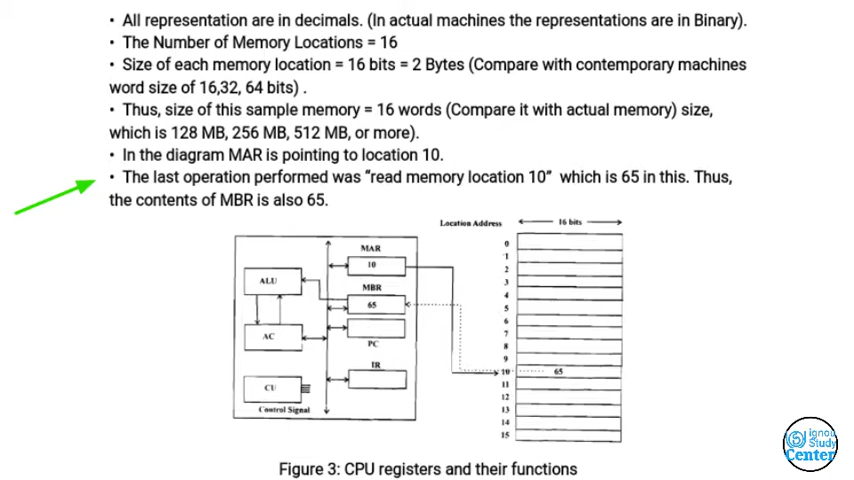 • All representation are in decimals. (In actual machines the representations are in Binary).
• The Number of Memory Locations = 16
• Size of each memory location = 16 bits = 2 Bytes (Compare with contemporary machines
word size of 16,32, 64 bits) .
• Thus, size of this sample memory = 16 words (Compare it with actual memory) size,
which is 128 MB, 256 MB, 512 MB, or more).
• In the diagram MAR is pointing to location 10.
• The last operation performed was “read memory location 10” which is 65 in this. Thus,
the contents of MBR is also 65.
Location Address
16 bits
MAR
10
ALU
MBR
65
AC
PC
IR
CU
Control Signal
0
1
2
3
4
5
6
7
8
9
10
65
11
12
13
14
15
ignou
Study
Center
Figure 3: CPU registers and their functions